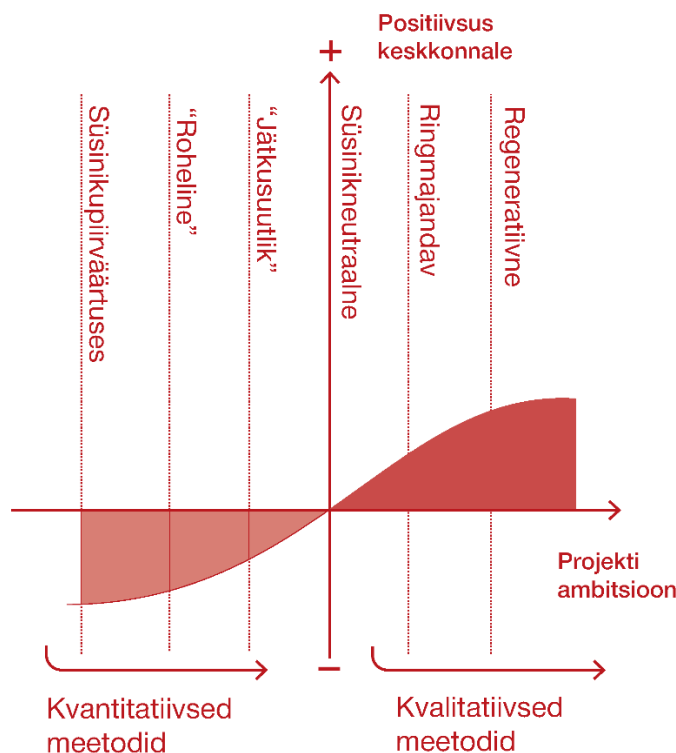 Positiivsus
keskkonnale
+
Süsinikupiirväärtuses
“Roheline”
“Jätkusuutlik”
Süsinikneutraalne
Ringmajandav
Regeneratiivne
Projekti
ambitsioon
−
Kvantitatiivsed
meetodid
Kvalitatiivsed
meetodid